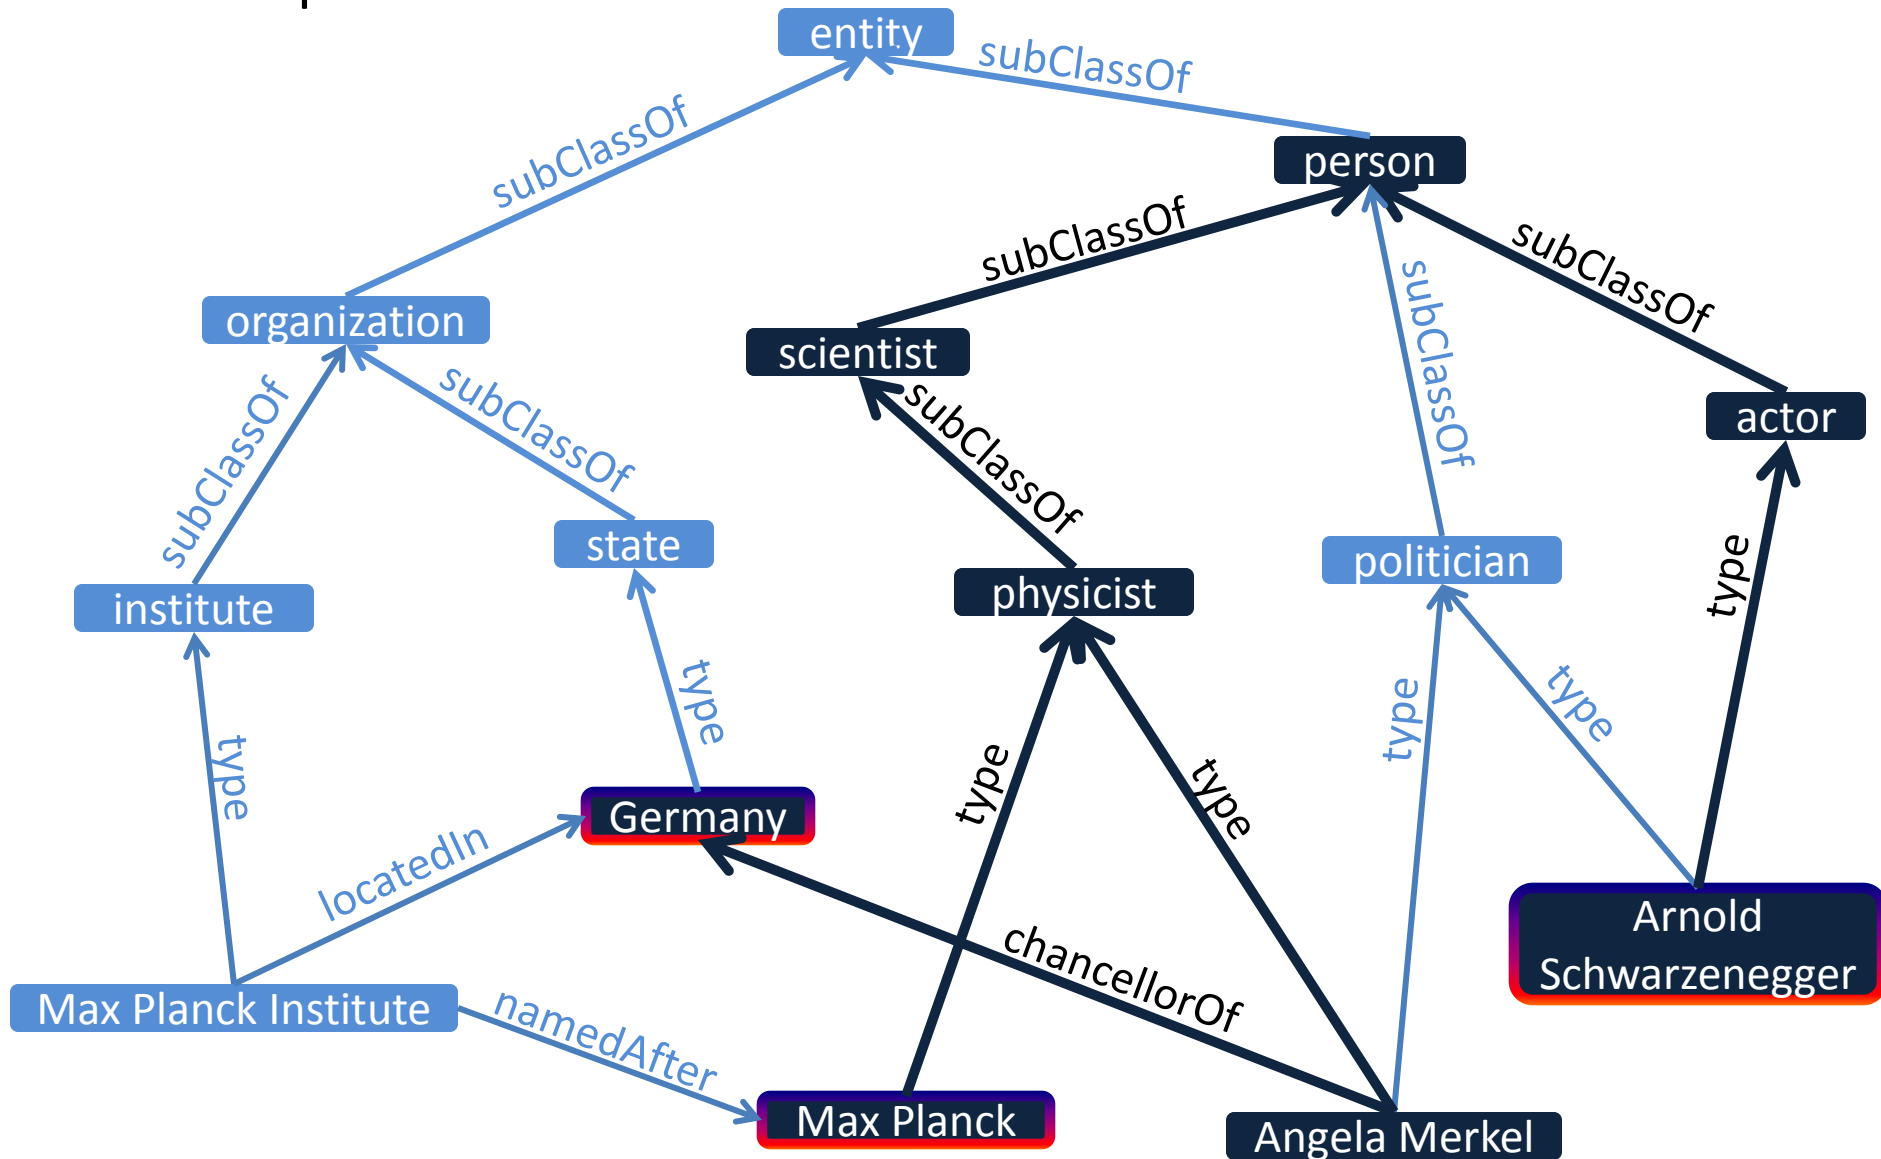 entity
subClassOf
subClassOf
person
subClassOf
subClassOf
organization
scientist
subClassOf
actor
subClassOf
subClassOf
subClassOf
state
politician
type
institute
physicist
type
type
type
type
type
type
Germany
locatedIn
chancellorOf
Arnold
Schwarzenegger
Max Planck Institute
namedAfter
Max Planck
Angela Merkel